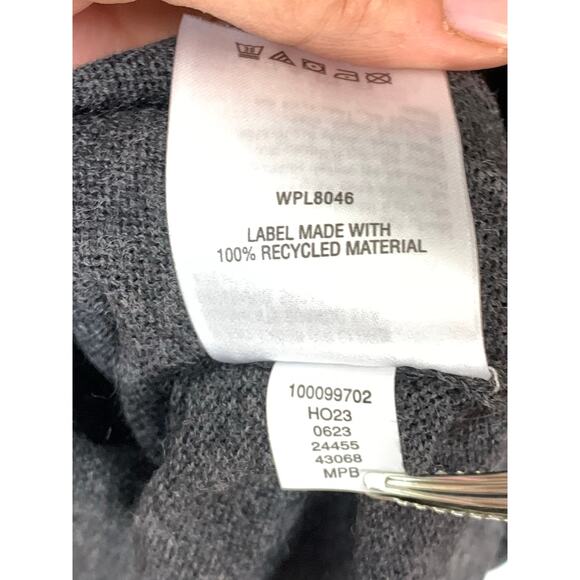 WPL8046
LABEL MADE WITH
100% RECYCLED MATERIAL
100099702
HO23
0623
24455
43068
MPB